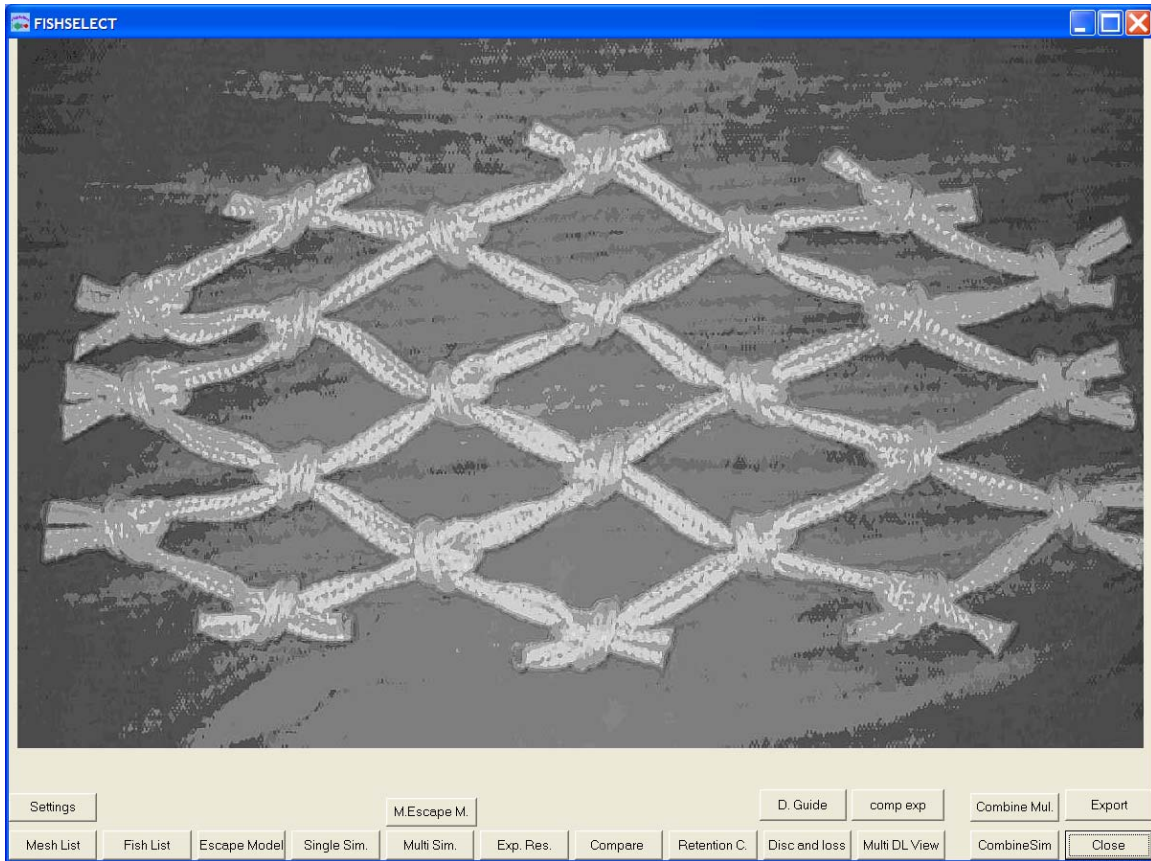 FISHSELECT
Settings M.Escape M. D. Guide comp exp Combine Mul. Export
Mesh List Fish List Escape Model Single Sim. Multi Sim. Exp. Res. Compare Retention C. Disc and loss Multi DL View CombineSim Close